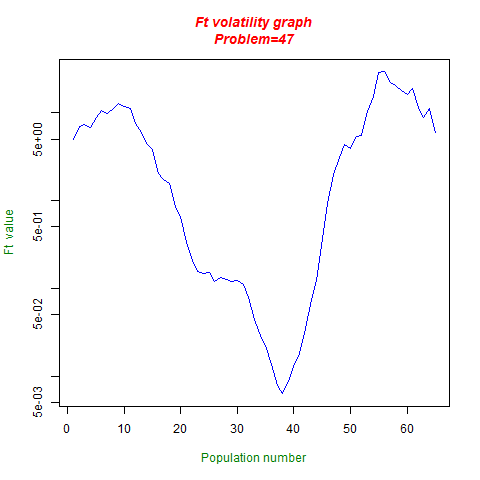 Ft volatility graph
Problem=47
Ft value
5e+00
5e-01
5e-02
5e-03
0 10 20 30 40 50 60
Population number